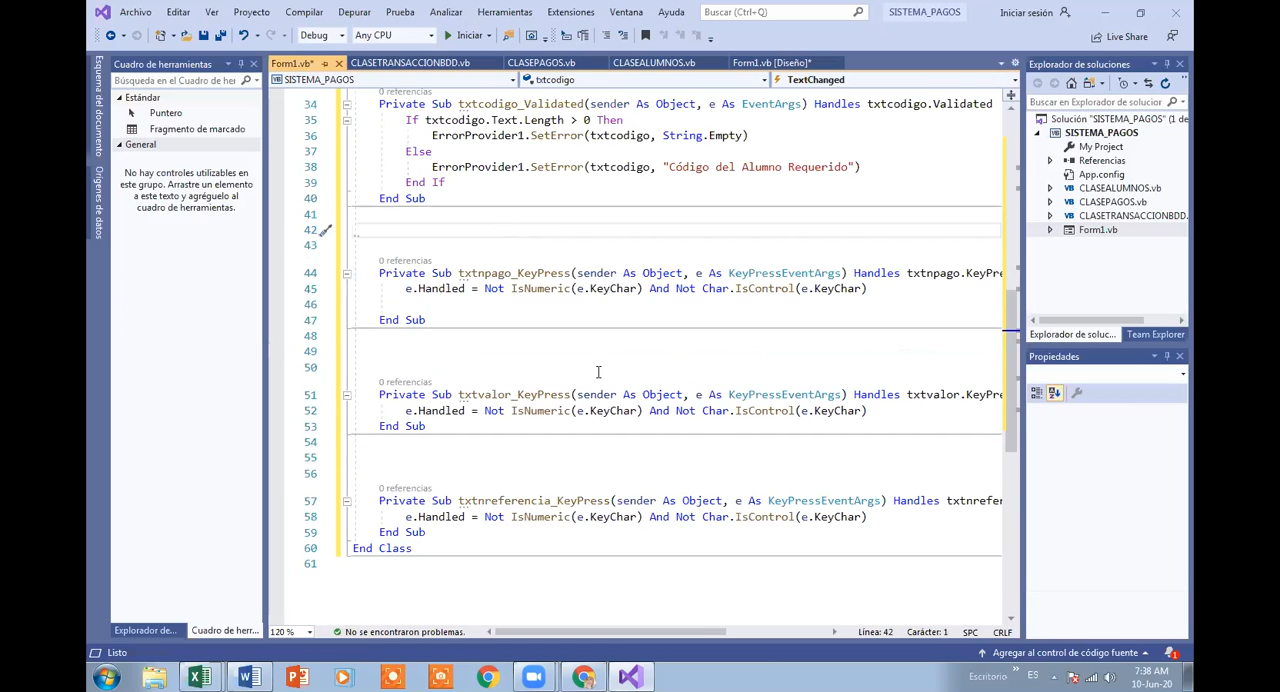 Archivo Editar Ver Proyecto Compilar Depurar Prueba Analizar Herramientas Extensiones Ventana Ayuda Buscar (Ctrl+Q) SISTEMA_PAGOS Iniciar sesión
Debug Any CPU Iniciar Live Share
Esquema del documento
Orígenes de datos
Cuadro de herramientas
Búsqueda en el Cuadro de her
Estándar
Puntero
Fragmento de marcado
General
No hay controles utilizables en
este grupo. Arrastre un elemento
a este texto y agréguelo al
cuadro de herramientas.
Explorador de... Cuadro de herr...
Form1.vb* CLASETRANSACCIONBDD.vb CLASEPAGOS.vb CLASEALUMNOS.vb Form1.vb [Diseño]*
SISTEMA_PAGOS txtcodigo TextChanged
0 referencias
34 Private Sub txtcodigo_Validated(sender As Object, e As EventArgs) Handles txtcodigo.Validated
35 If txtcodigo.Text.Length > 0 Then
36 ErrorProvider1.SetError(txtcodigo, String.Empty)
37 Else
38 ErrorProvider1.SetError(txtcodigo, "Código del Alumno Requerido")
39 End If
40 End Sub
41
42
43
0 referencias
44 Private Sub txtnpago_KeyPress(sender As Object, e As KeyPressEventArgs) Handles txtnpago.KeyPre
45 e.Handled = Not IsNumeric(e.KeyChar) And Not Char.IsControl(e.KeyChar)
46
47 End Sub
48
49
50
0 referencias
51 Private Sub txtvalor_KeyPress(sender As Object, e As KeyPressEventArgs) Handles txtvalor.KeyPre
52 e.Handled = Not IsNumeric(e.KeyChar) And Not Char.IsControl(e.KeyChar)
53 End Sub
54
55
56
0 referencias
57 Private Sub txtnreferencia_KeyPress(sender As Object, e As KeyPressEventArgs) Handles txtnrefer
58 e.Handled = Not IsNumeric(e.KeyChar) And Not Char.IsControl(e.KeyChar)
59 End Sub
60 End Class
61
120 % No se encontraron problemas. Línea: 42 Carácter: 1 SPC CRLF
Explorador de soluciones
Buscar en Explorador de solucion
Solución "SISTEMA_PAGOS" (1 de
SISTEMA_PAGOS
My Project
Referencias
App.config
VB CLASEALUMNOS.vb
VB CLASEPAGOS.vb
VB CLASETRANSACCIONBDD.
Form1.vb
Explorador de soluc... Team Explorer
Propiedades
Listo Agregar al control de código fuente 1
Escritorio ES 7:38 AM
10-Jun-20